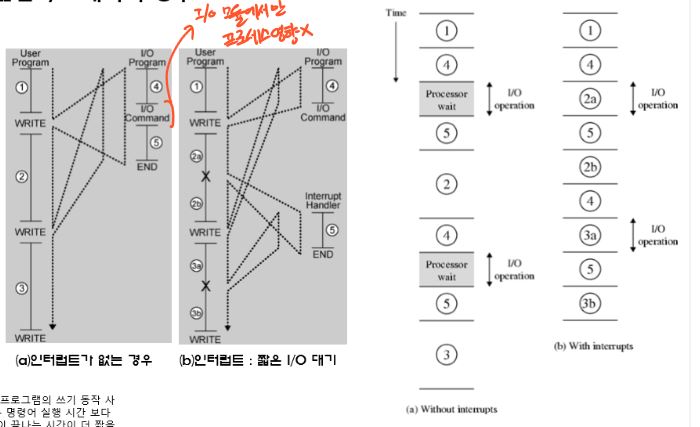 I/O 모듈에서만
프로세스영향X
User
Program
I/O
Program
①
④
I/O
Command
WRITE
⑤
②
END
WRITE
③
WRITE
(a)인터럽트가 없는 경우
User
Program
I/O
Program
①
④
I/O
Command
WRITE
2a
X
2b
Interrupt
Handler
⑤
WRITE
END
3a
X
3b
WRITE
(b)인터럽트 : 짧은 I/O 대기
프로그램의 쓰기 동작 사
명령어 실행 시간 보다
끝나는 시간이 더 짧을
Time
1
4
Processor
wait
I/O
operation
5
2
4
Processor
wait
I/O
operation
5
3
(a) Without interrupts
1
4
2a
I/O
operation
5
2b
4
3a
I/O
operation
5
3b
(b) With interrupts